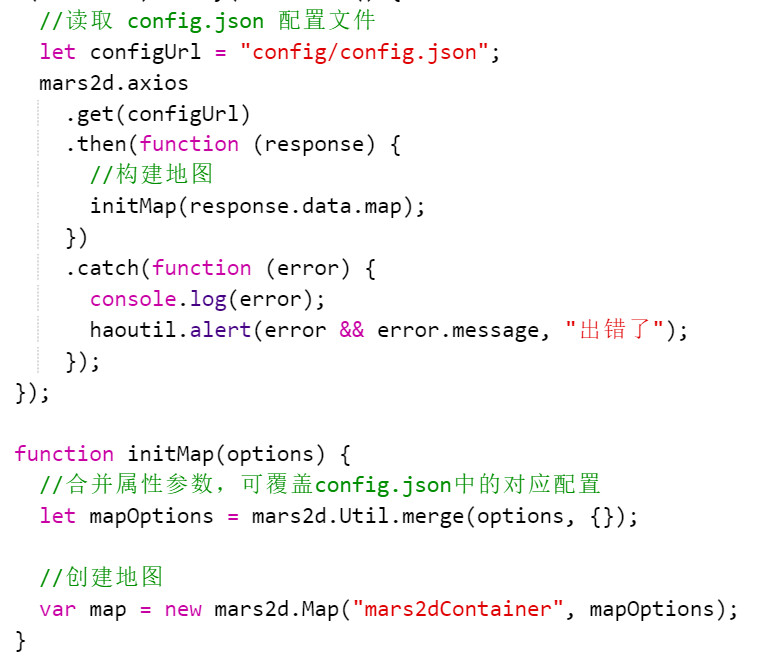 //读取 config.json 配置文件
let configUrl = "config/config.json";
mars2d.axios
.get(configUrl)
.then(function (response) {
//构建地图
initMap(response.data.map);
})
.catch(function (error) {
console.log(error);
haoutil.alert(error && error.message, "出错了");
});
});
function initMap(options) {
//合并属性参数，可覆盖config.json中的对应配置
let mapOptions = mars2d.Util.merge(options, {});
//创建地图
var map = new mars2d.Map("mars2dContainer", mapOptions);
}